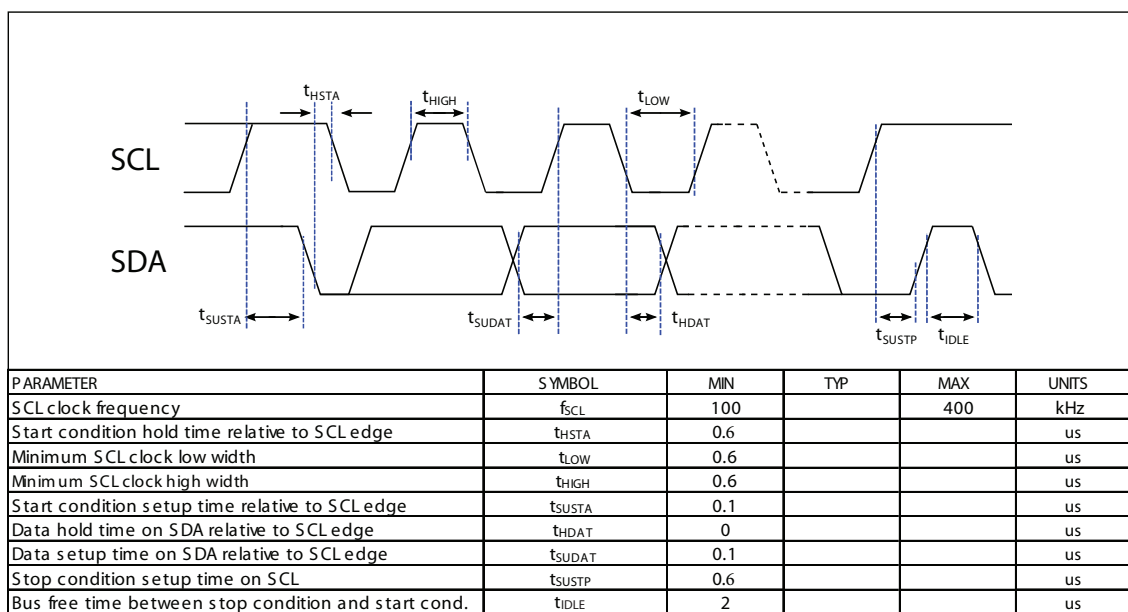 tHSTA
tHIGH
tLOW
SCL
SDA
tSUSTA
tSUDAT
tHDAT
tSUSTP
tIDLE
PARAMETER SYMBOL MIN TYP MAX UNITS
SCL clock frequency fSCL 100 400 kHz
Start condition hold time relative to SCL edge tHSTA 0.6 us
Minimum SCL clock low width tLOW 0.6 us
Minimum SCL clock high width tHIGH 0.6 us
Start condition setup time relative to SCL edge tSUSTA 0.1 us
Data hold time on SDA relative to SCL edge tHDAT 0 us
Data setup time on SDA relative to SCL edge tSUDAT 0.1 us
Stop condition setup time on SCL tSUSTP 0.6 us
Bus free time between stop condition and start cond. tIDLE 2 us